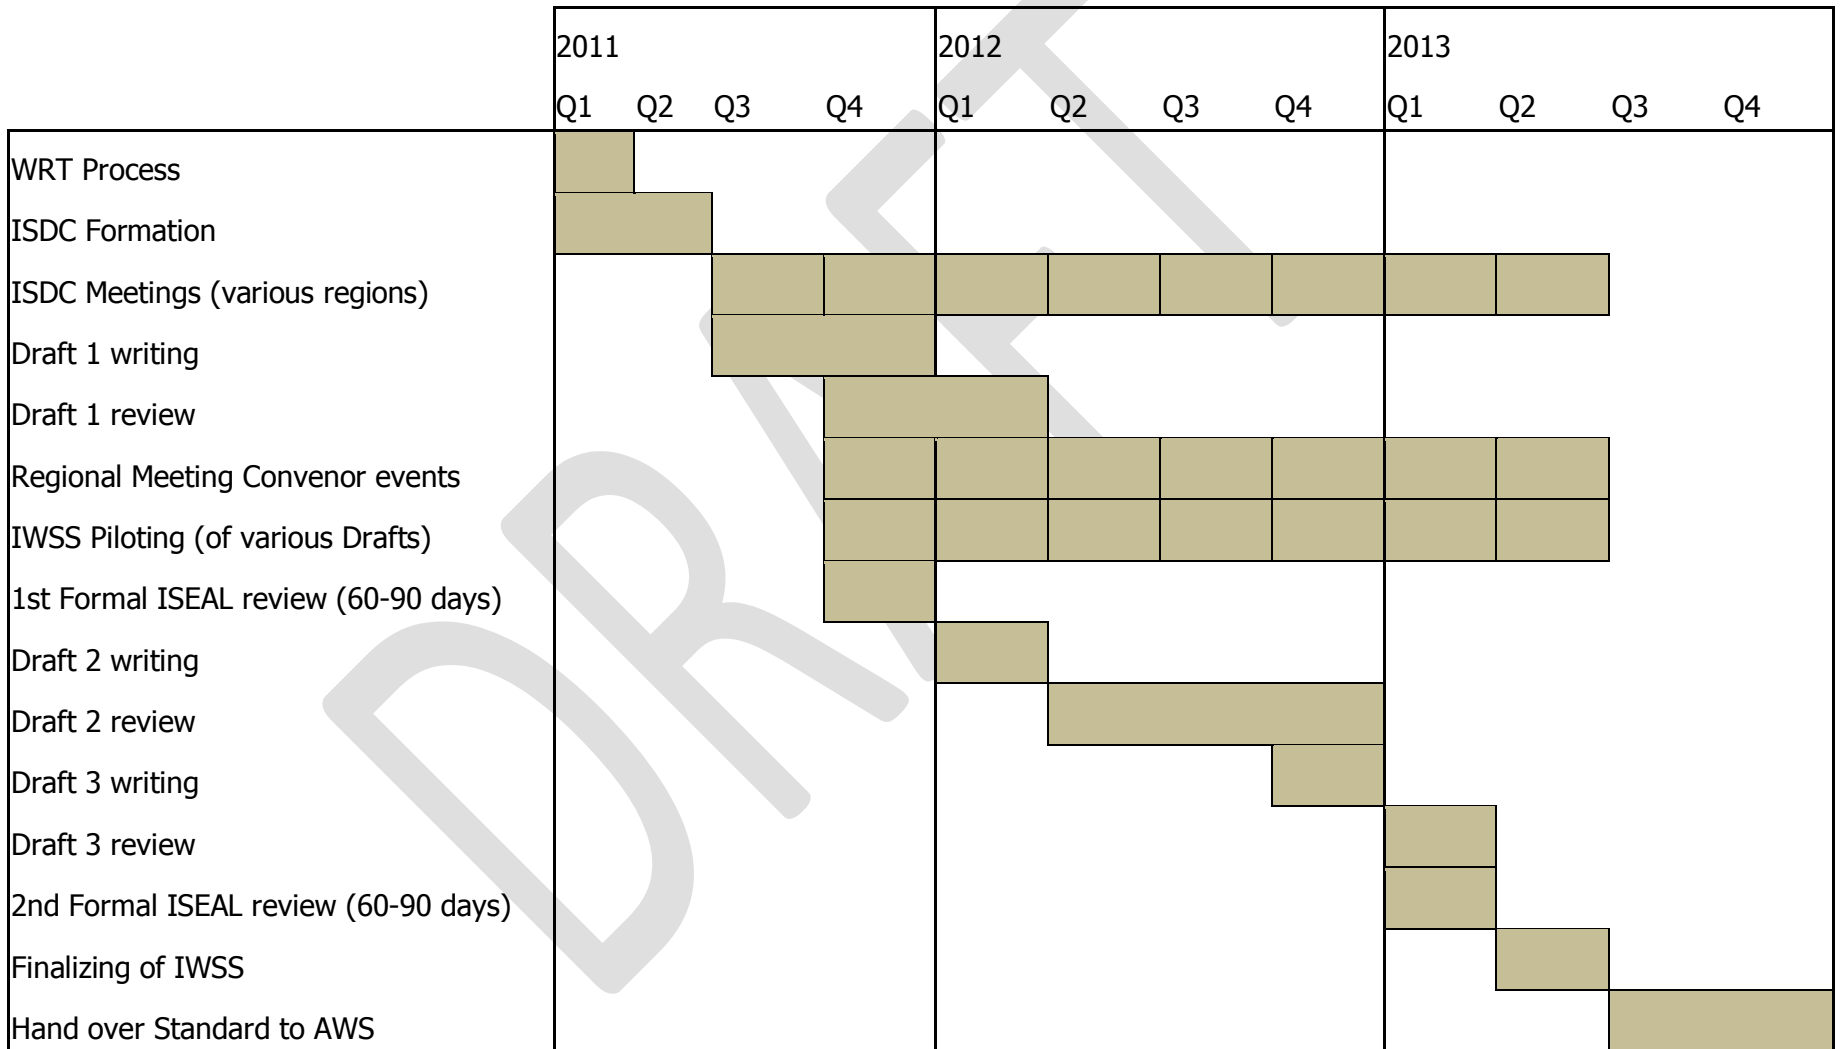 2011 2012 2013
Q1 Q2 Q3 Q4 Q1 Q2 Q3 Q4 Q1 Q2 Q3 Q4
WRT Process
ISDC Formation
ISDC Meetings (various regions)
Draft 1 writing
Draft 1 review
Regional Meeting Convenor events
IWSS Piloting (of various Drafts)
1st Formal ISEAL review (60-90 days)
Draft 2 writing
Draft 2 review
Draft 3 writing
Draft 3 review
2nd Formal ISEAL review (60-90 days)
Finalizing of IWSS
Hand over Standard to AWS
DRAFT